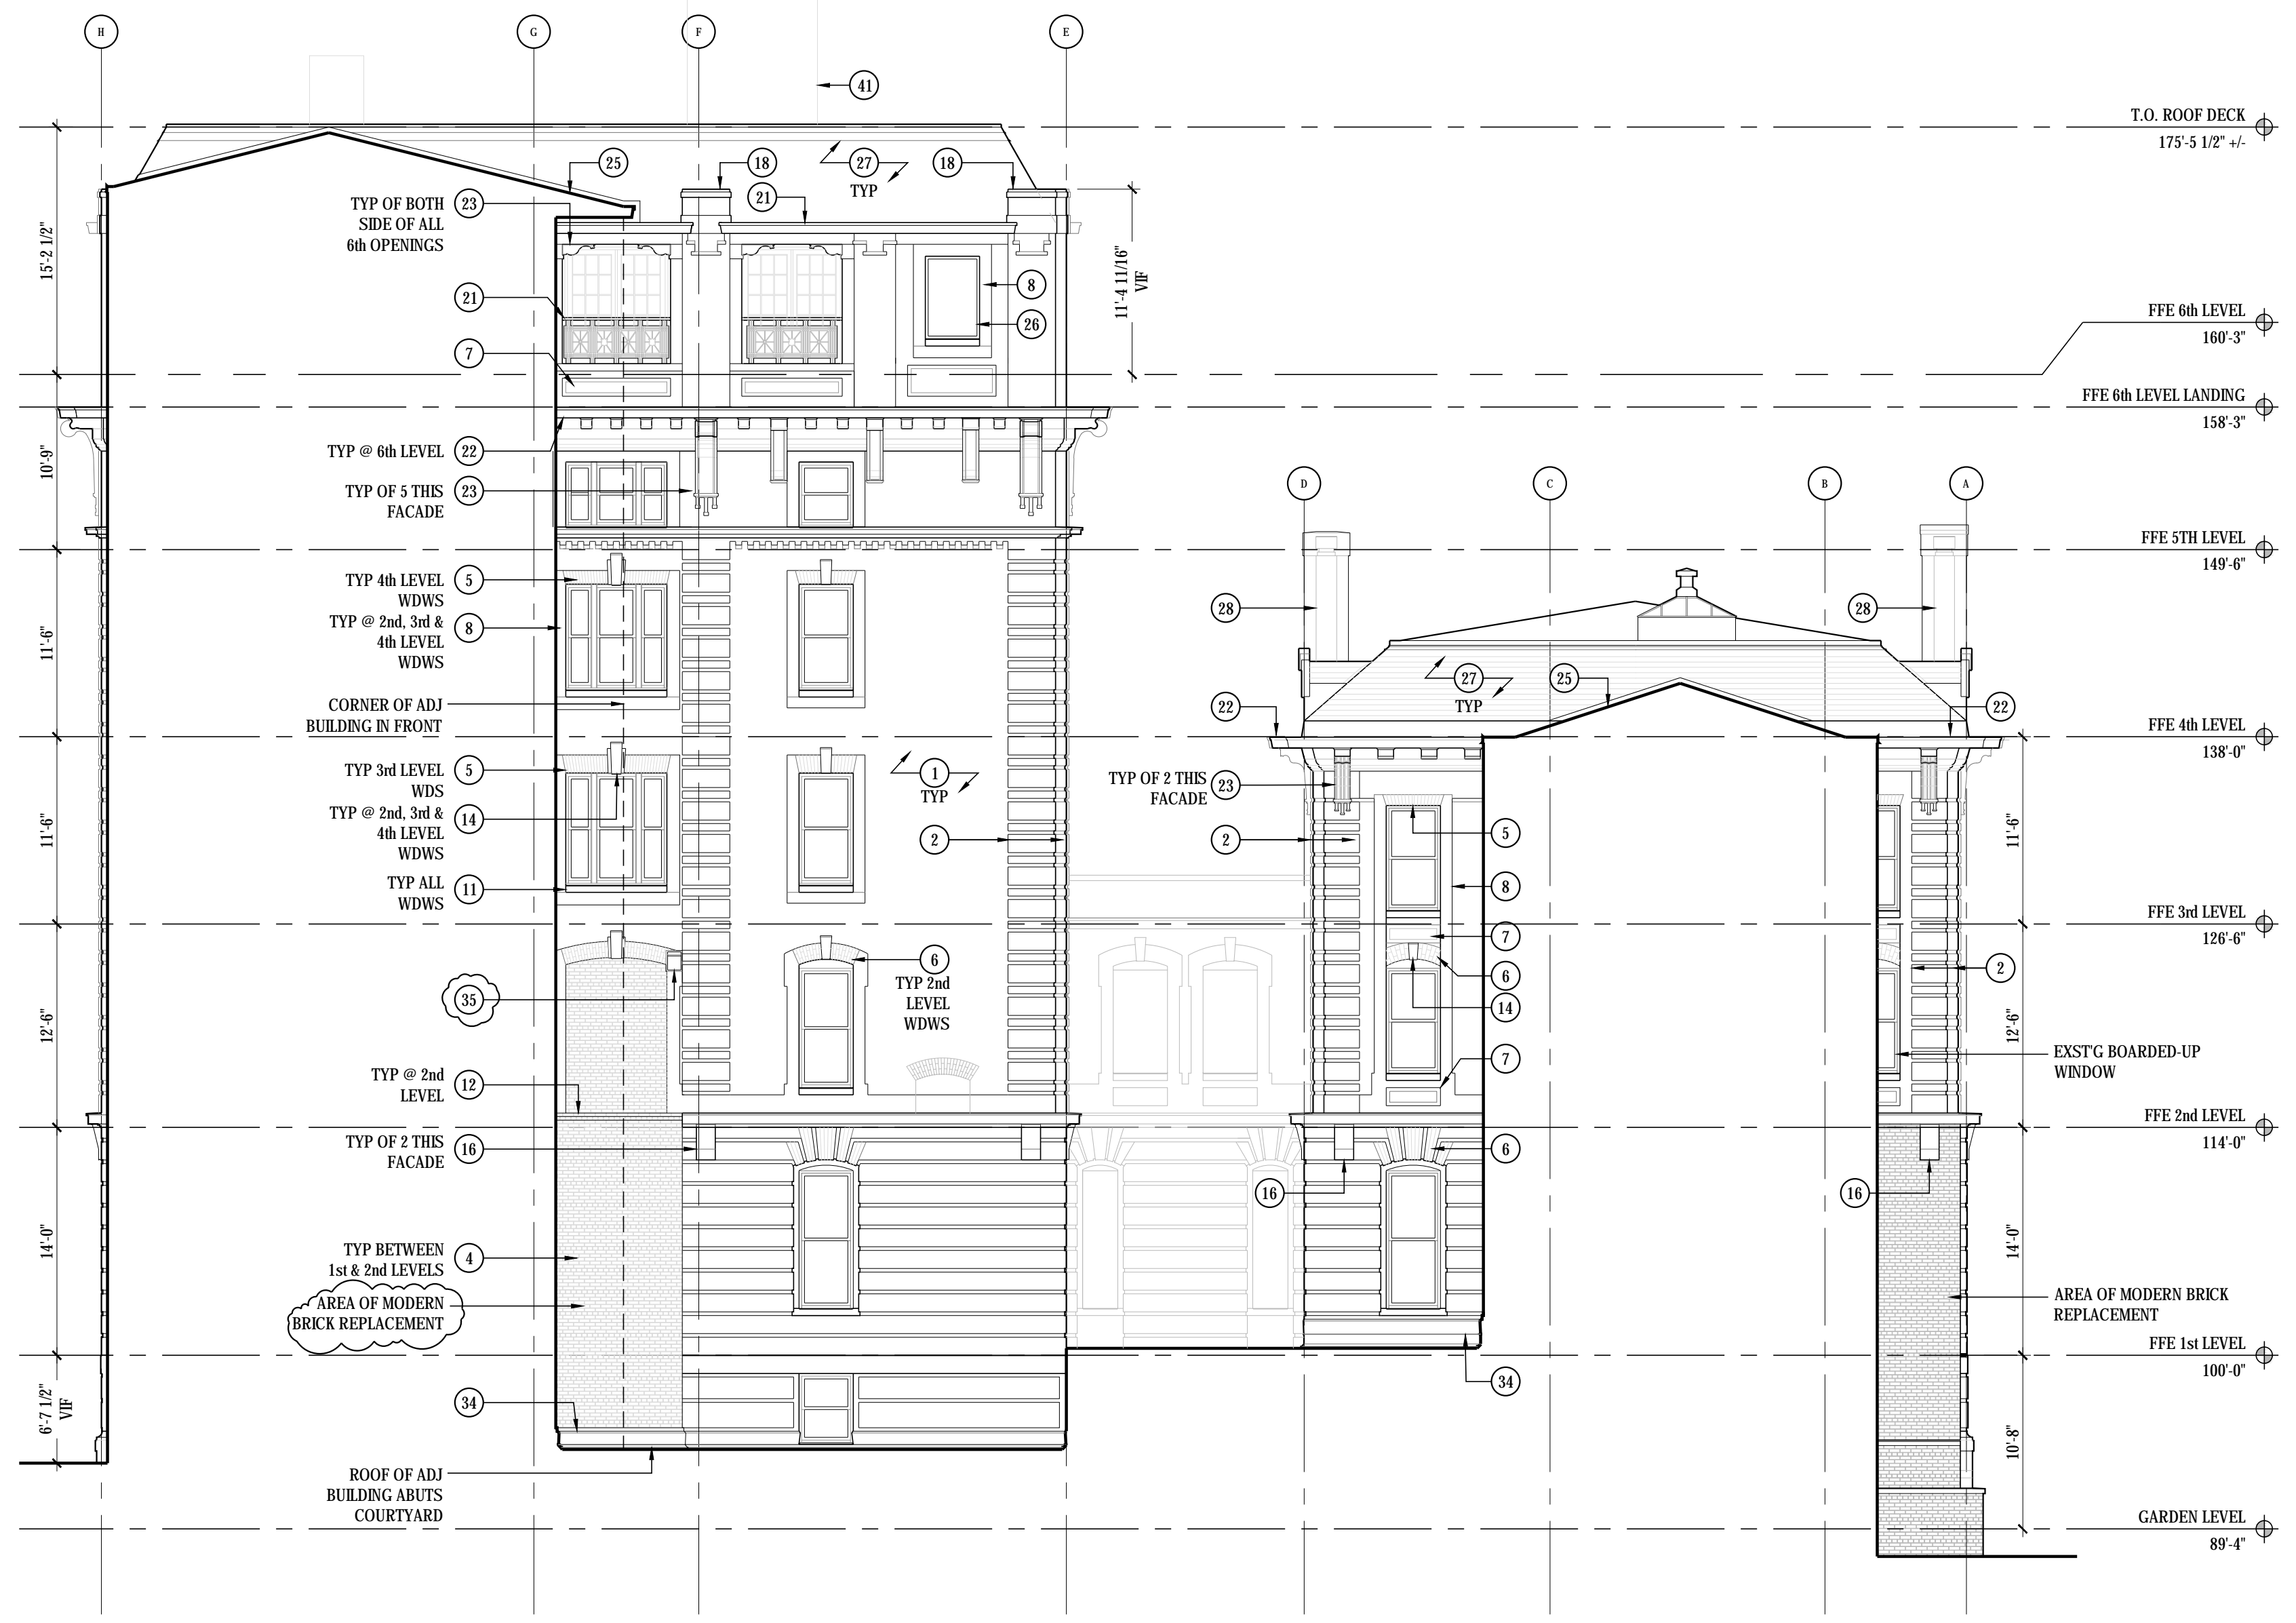 H
G
F
E
41
T.O. ROOF DECK
175'-5 1/2" +/-
25
18
27
TYP
18
21
TYP OF BOTH
SIDE OF ALL
6th OPENINGS
23
15'-2 1/2"
11'-4 11/16"
VIF
21
8
26
7
FFE 6th LEVEL
160'-3"
FFE 6th LEVEL LANDING
158'-3"
10'-9"
TYP @ 6th LEVEL
22
TYP OF 5 THIS
FACADE
23
D
C
B
A
FFE 5TH LEVEL
149'-6"
TYP 4th LEVEL
WDWS
5
TYP @ 2nd, 3rd &
4th LEVEL
WDWS
8
11'-6"
28
28
27
TYP
25
22
22
CORNER OF ADJ
BUILDING IN FRONT
FFE 4th LEVEL
138'-0"
TYP 3rd LEVEL
WDS
5
TYP @ 2nd, 3rd &
4th LEVEL
WDWS
14
1
TYP
TYP OF 2 THIS
FACADE
23
11'-6"
2
2
5
11'-6"
TYP ALL
WDWS
11
8
FFE 3rd LEVEL
126'-6"
7
6
TYP 2nd
LEVEL
WDWS
6
2
35
14
12'-6"
12'-6"
7
EXST'G BOARDED-UP
WINDOW
TYP @ 2nd
LEVEL
12
FFE 2nd LEVEL
114'-0"
TYP OF 2 THIS
FACADE
16
6
16
16
14'-0"
TYP BETWEEN
1st & 2nd LEVELS
4
14'-0"
AREA OF MODERN
BRICK REPLACEMENT
AREA OF MODERN BRICK
REPLACEMENT
FFE 1st LEVEL
100'-0"
34
34
6'-7 1/2"
VIF
10'-8"
ROOF OF ADJ
BUILDING ABUTS
COURTYARD
GARDEN LEVEL
89'-4"